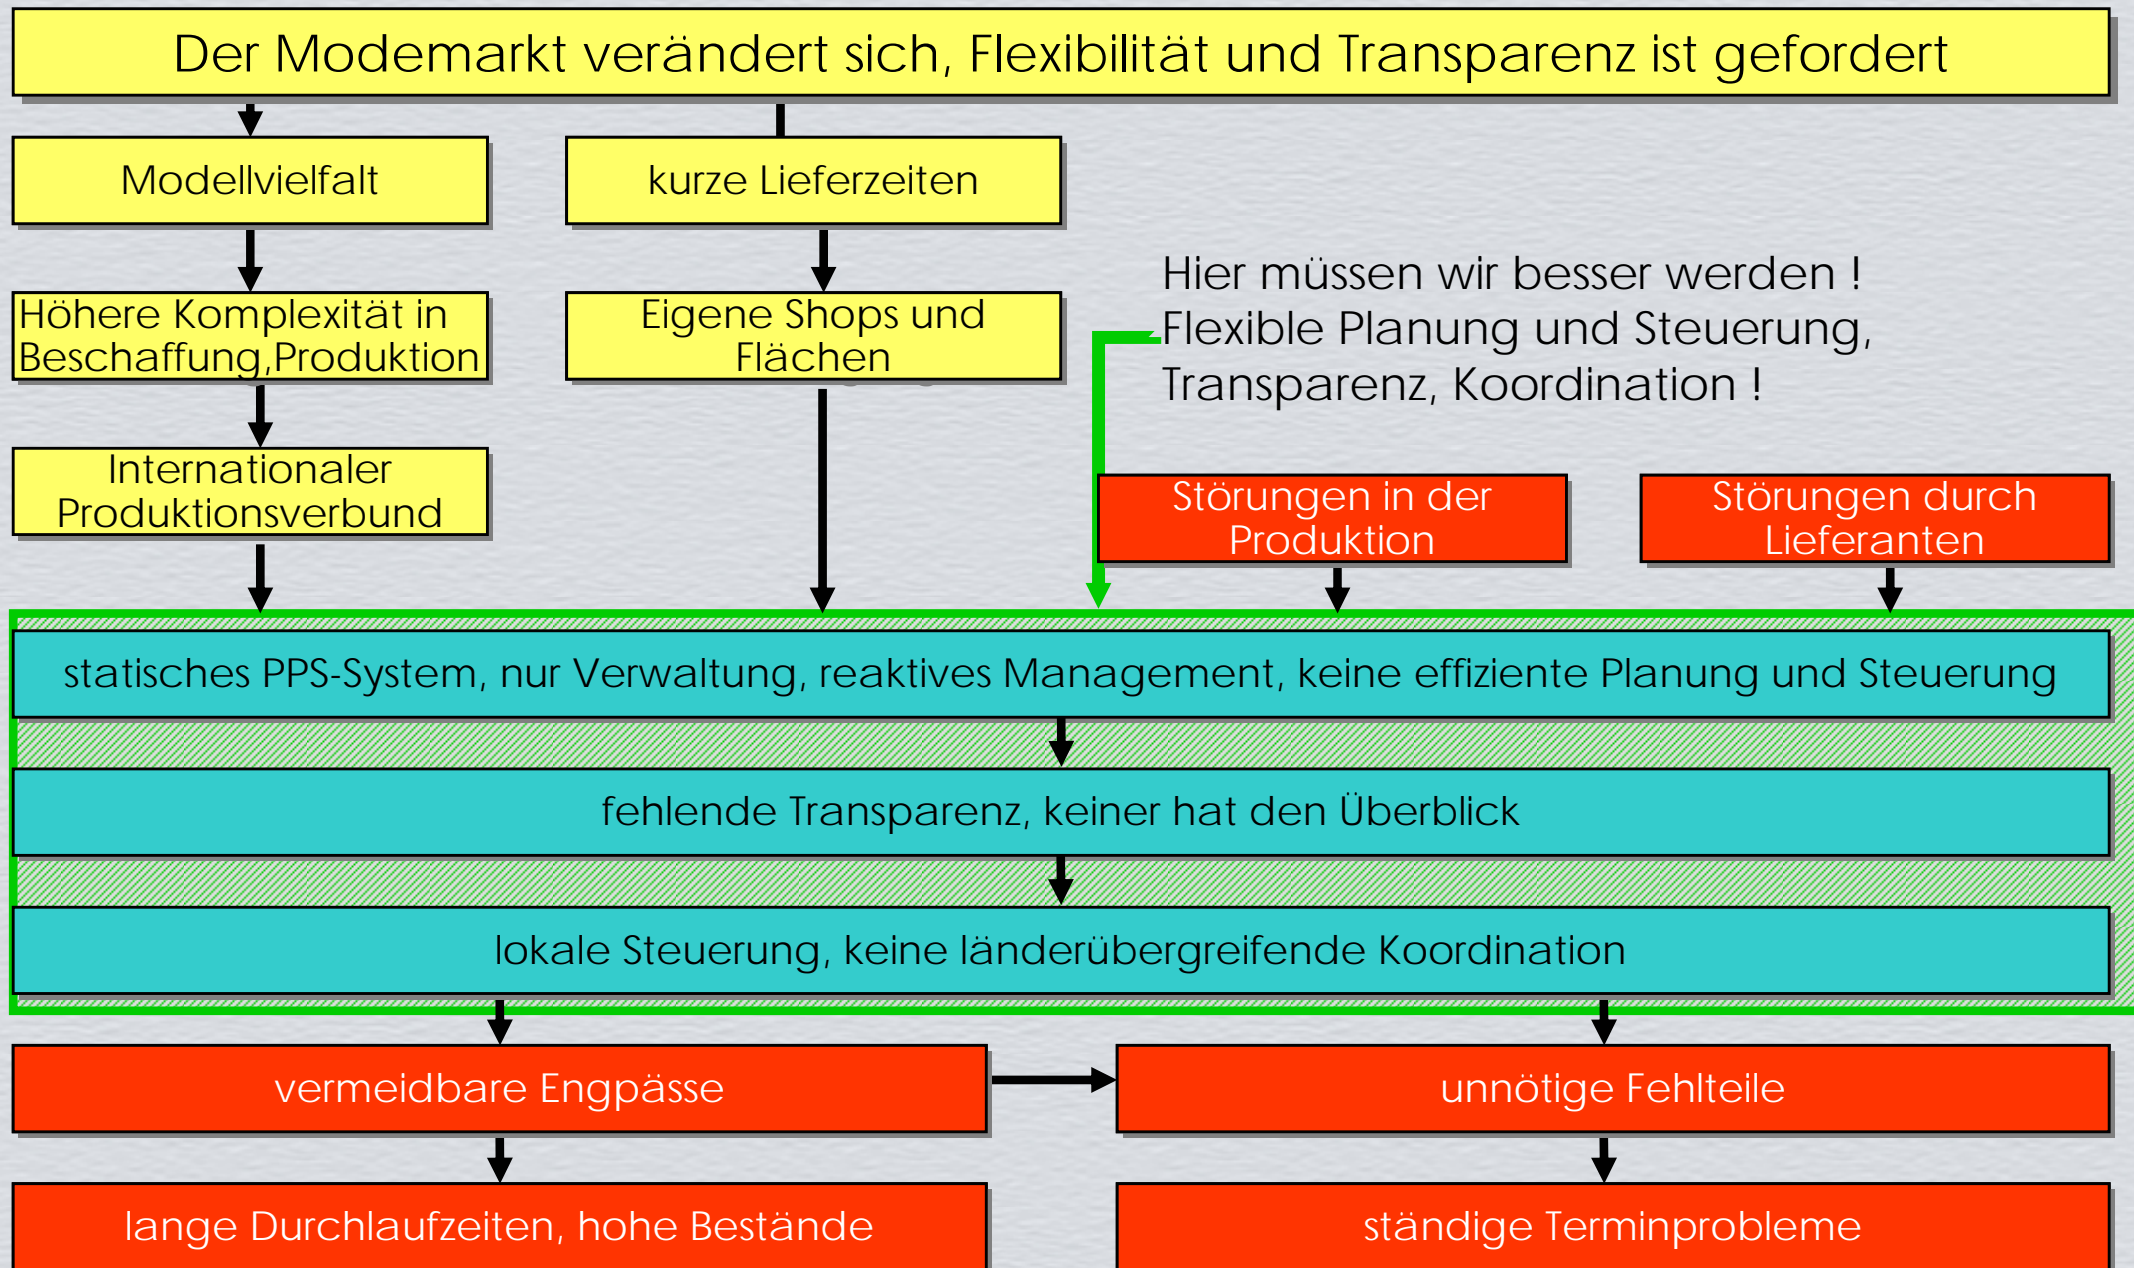 Der Modemarkt verändert sich, Flexibilität und Transparenz ist gefordert
Modellvielfalt
kurze Lieferzeiten
Höhere Komplexität in
Beschaffung,Produktion
Eigene Shops und
Flächen
Hier müssen wir besser werden !
Flexible Planung und Steuerung,
Transparenz, Koordination !
Internationaler
Produktionsverbund
Störungen in der
Produktion
Störungen durch
Lieferanten
statisches PPS-System, nur Verwaltung, reaktives Management, keine effiziente Planung und Steuerung
fehlende Transparenz, keiner hat den Überblick
lokale Steuerung, keine länderübergreifende Koordination
vermeidbare Engpässe
unnötige Fehlteile
lange Durchlaufzeiten, hohe Bestände
ständige Terminprobleme